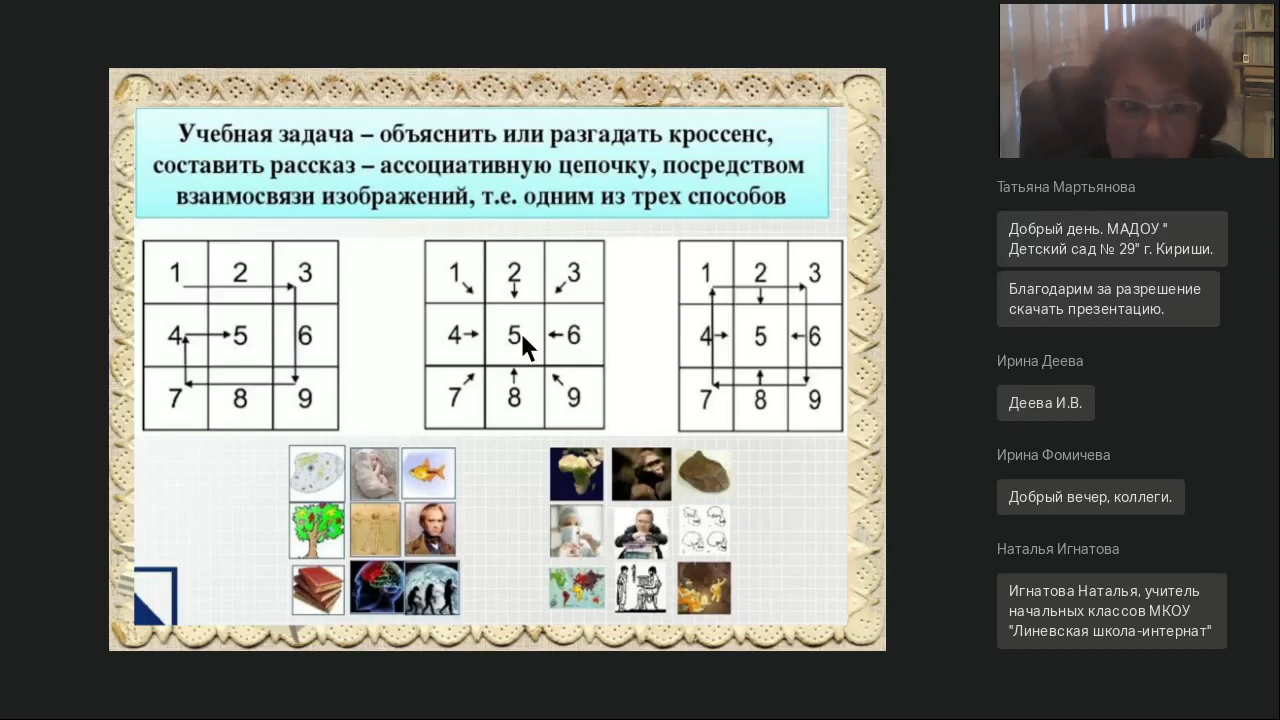 Учебная задача – объяснить или разгадать кроссенс,
составить рассказ – ассоциативную цепочку, посредством
взаимосвязи изображений, т.е. одним из трех способов
1 2 3
4 5 6
7 8 9
1 2 3
4 5 6
7 8 9
1 2 3
4 5 6
7 8 9
Татьяна Мартьянова
Добрый день. МАДОУ "
Детский сад № 29" г. Кириши.
Благодарим за разрешение
скачать презентацию.
Ирина Деева
Деева И.В.
Ирина Фомичева
Добрый вечер, коллеги.
Наталья Игнатова
Игнатова Наталья, учитель
начальных классов МКОУ
"Линевская школа-интернат"